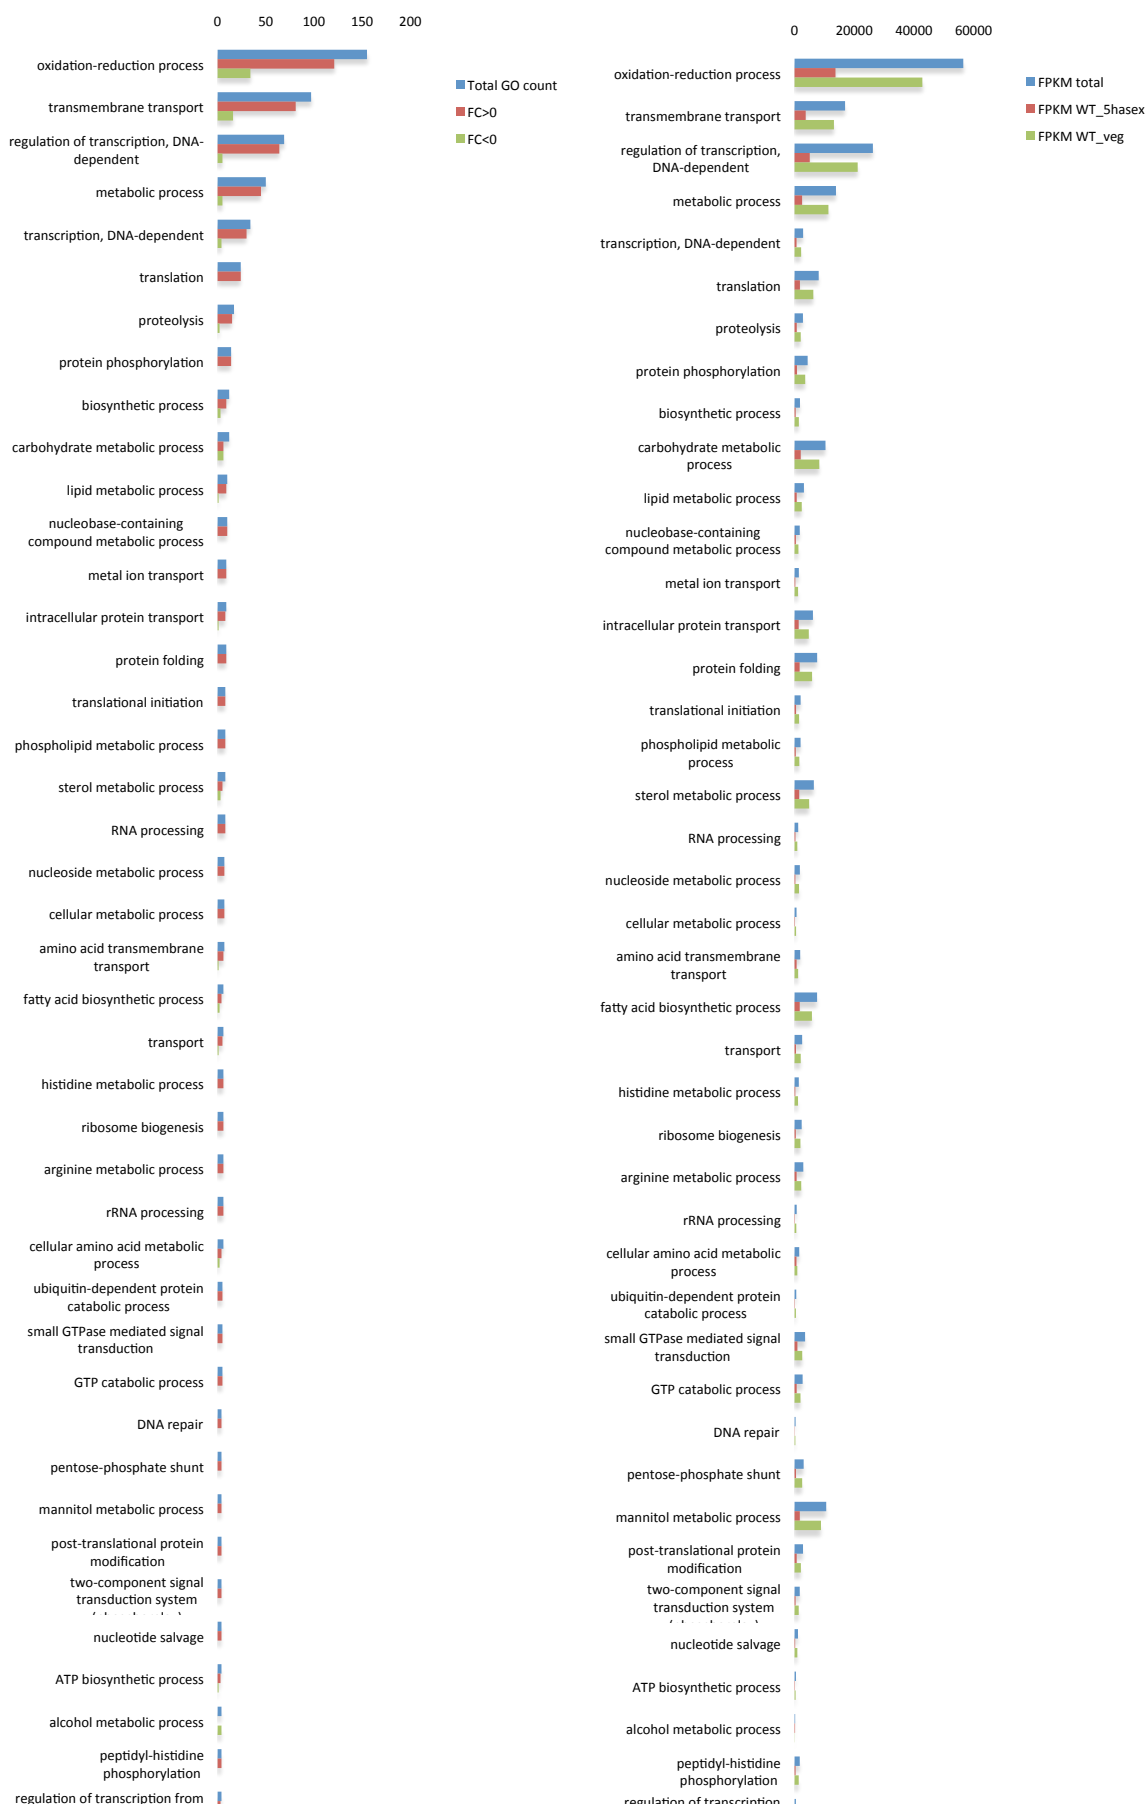 0 50 100 150 200
oxidation-reduction process
transmembrane transport
regulation of transcription, DNA-
dependent
metabolic process
transcription, DNA-dependent
translation
proteolysis
protein phosphorylation
biosynthetic process
carbohydrate metabolic process
lipid metabolic process
nucleobase-containing
compound metabolic process
metal ion transport
intracellular protein transport
protein folding
translational initiation
phospholipid metabolic process
sterol metabolic process
RNA processing
nucleoside metabolic process
cellular metabolic process
amino acid transmembrane
transport
fatty acid biosynthetic process
transport
histidine metabolic process
ribosome biogenesis
arginine metabolic process
rRNA processing
cellular amino acid metabolic
process
ubiquitin-dependent protein
catabolic process
small GTPase mediated signal
transduction
GTP catabolic process
DNA repair
pentose-phosphate shunt
mannitol metabolic process
post-translational protein
modification
two-component signal
transduction system
nucleotide salvage
ATP biosynthetic process
alcohol metabolic process
peptidyl-histidine
phosphorylation
regulation of transcription from
Total GO count
FC>0
FC<0
0 20000 40000 60000
oxidation-reduction process
transmembrane transport
regulation of transcription,
DNA-dependent
metabolic process
transcription, DNA-dependent
translation
proteolysis
protein phosphorylation
biosynthetic process
carbohydrate metabolic
process
lipid metabolic process
nucleobase-containing
compound metabolic process
metal ion transport
intracellular protein transport
protein folding
translational initiation
phospholipid metabolic
process
sterol metabolic process
RNA processing
nucleoside metabolic process
cellular metabolic process
amino acid transmembrane
transport
fatty acid biosynthetic process
transport
histidine metabolic process
ribosome biogenesis
arginine metabolic process
rRNA processing
cellular amino acid metabolic
process
ubiquitin-dependent protein
catabolic process
small GTPase mediated signal
transduction
GTP catabolic process
DNA repair
pentose-phosphate shunt
mannitol metabolic process
post-translational protein
modification
two-component signal
transduction system
nucleotide salvage
ATP biosynthetic process
alcohol metabolic process
peptidyl-histidine
phosphorylation
regulation of transcription
FPKM total
FPKM WT_5hasex
FPKM WT_veg